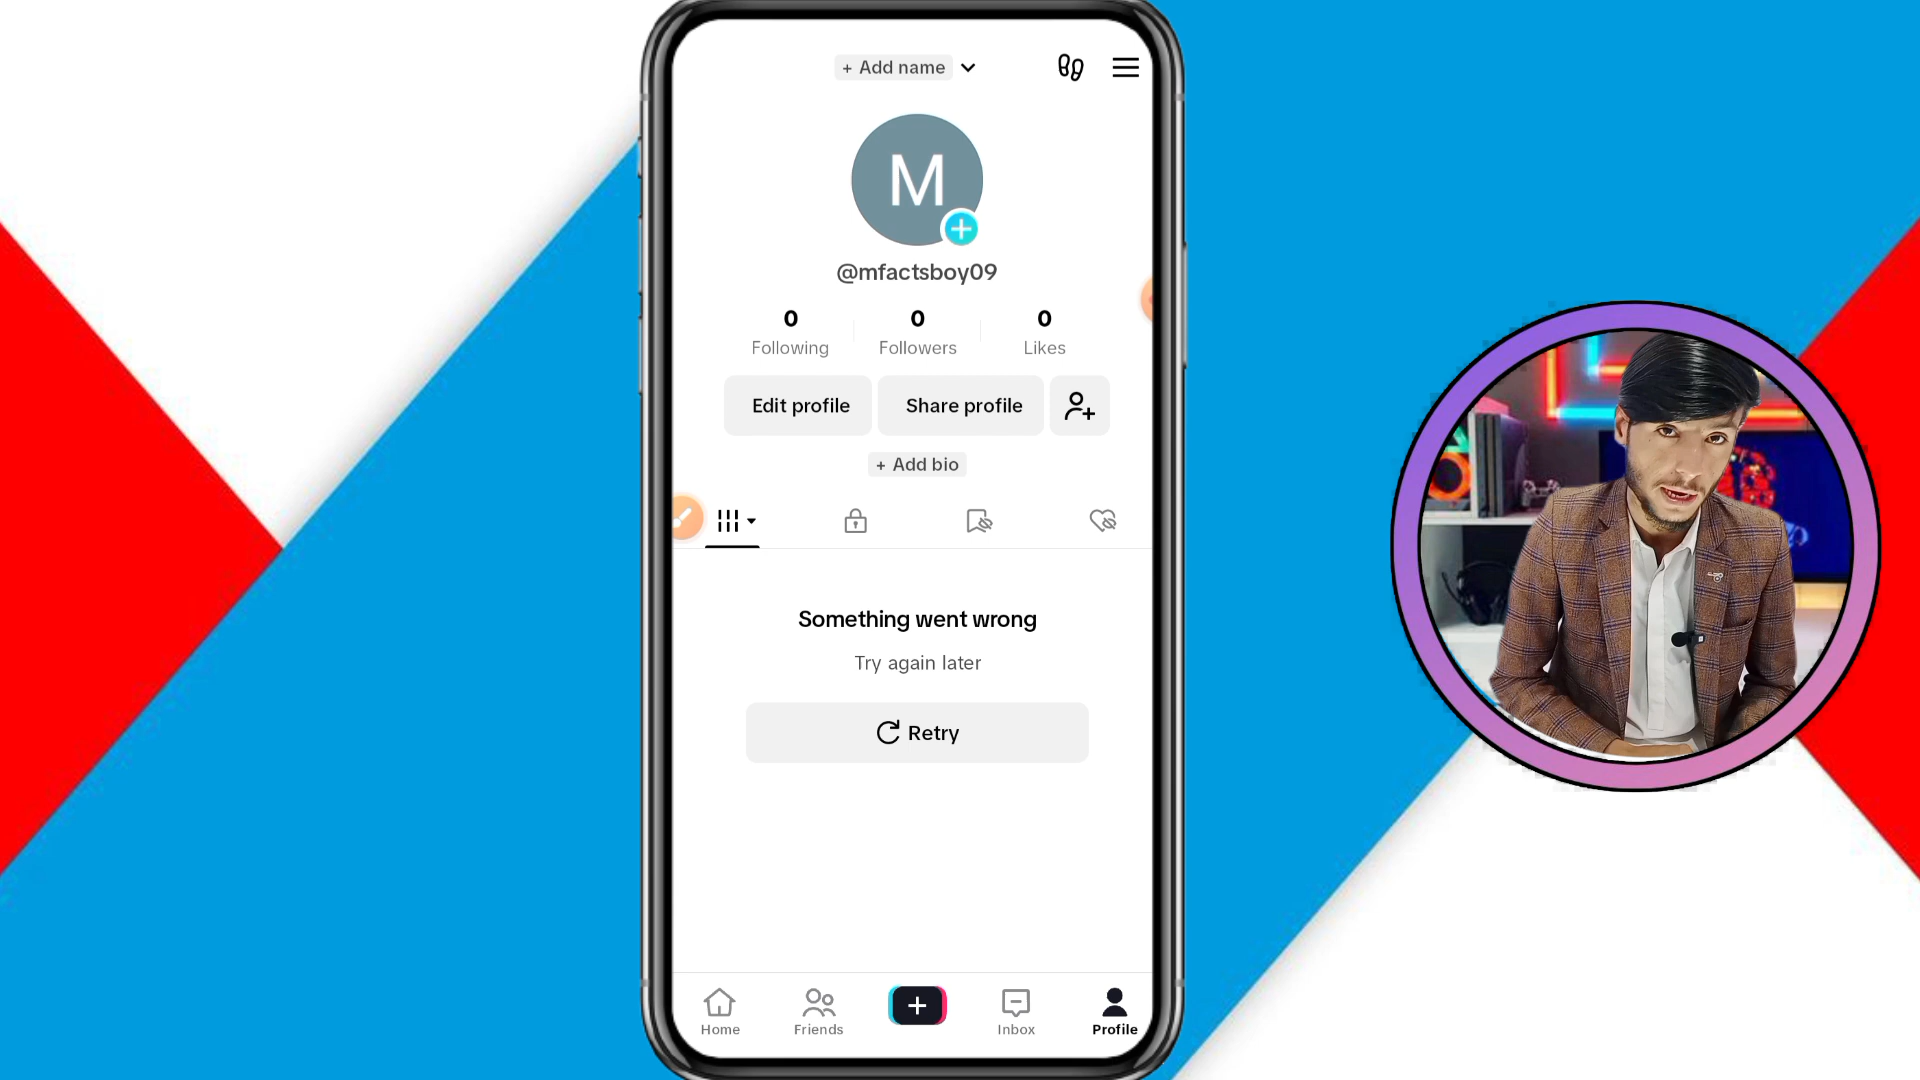 + Add name
M
@mfactsboy09
0 0 0
Following Followers Likes
Edit profile Share profile
+ Add bio
Something went wrong
Try again later
Retry
Home Friends Inbox Profile